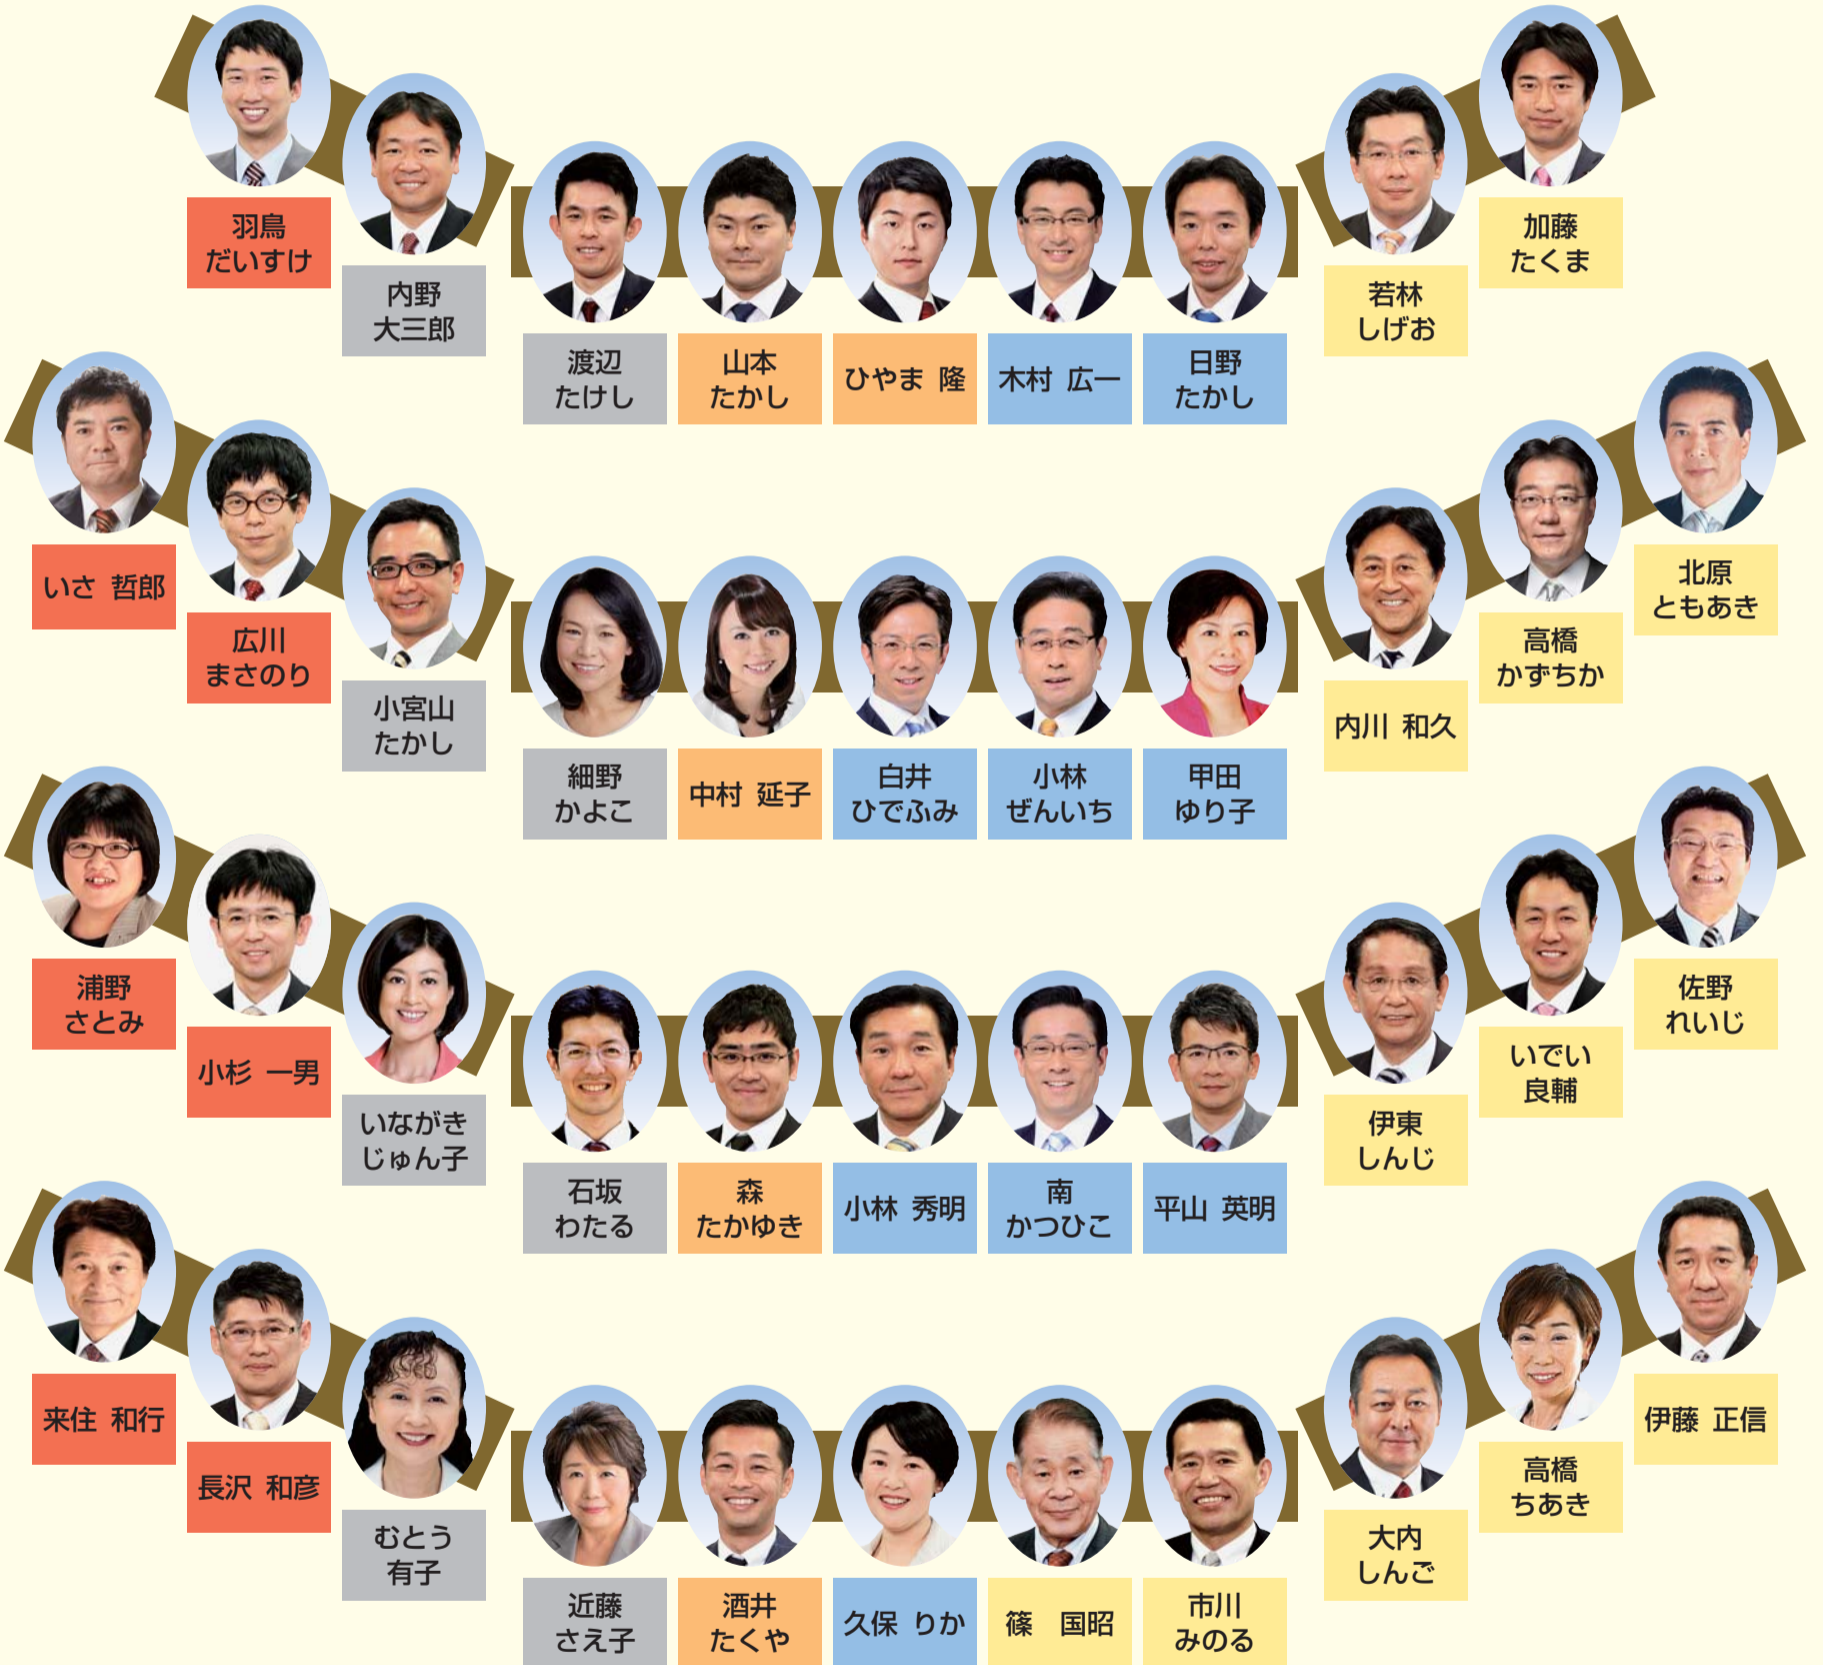 羽鳥
だいすけ
内野
大三郎
渡辺
たけし
山本
たかし
ひやま 隆
木村 広一
日野
たかし
若林
しげお
加藤
たくま
いさ 哲郎
広川
まさのり
小宮山
たかし
細野
かよこ
中村 延子
白井
ひでふみ
小林
ぜんいち
甲田
ゆり子
内川 和久
高橋
かずちか
北原
ともあき
浦野
さとみ
小杉 一男
いながき
じゅん子
石坂
わたる
森
たかゆき
小林 秀明
南
かつひこ
平山 英明
伊東
しんじ
いでい
良輔
佐野
れいじ
来住 和行
長沢 和彦
むとう
有子
近藤
さえ子
酒井
たくや
久保 りか
篠 国昭
市川
みのる
大内
しんご
高橋
ちあき
伊藤 正信